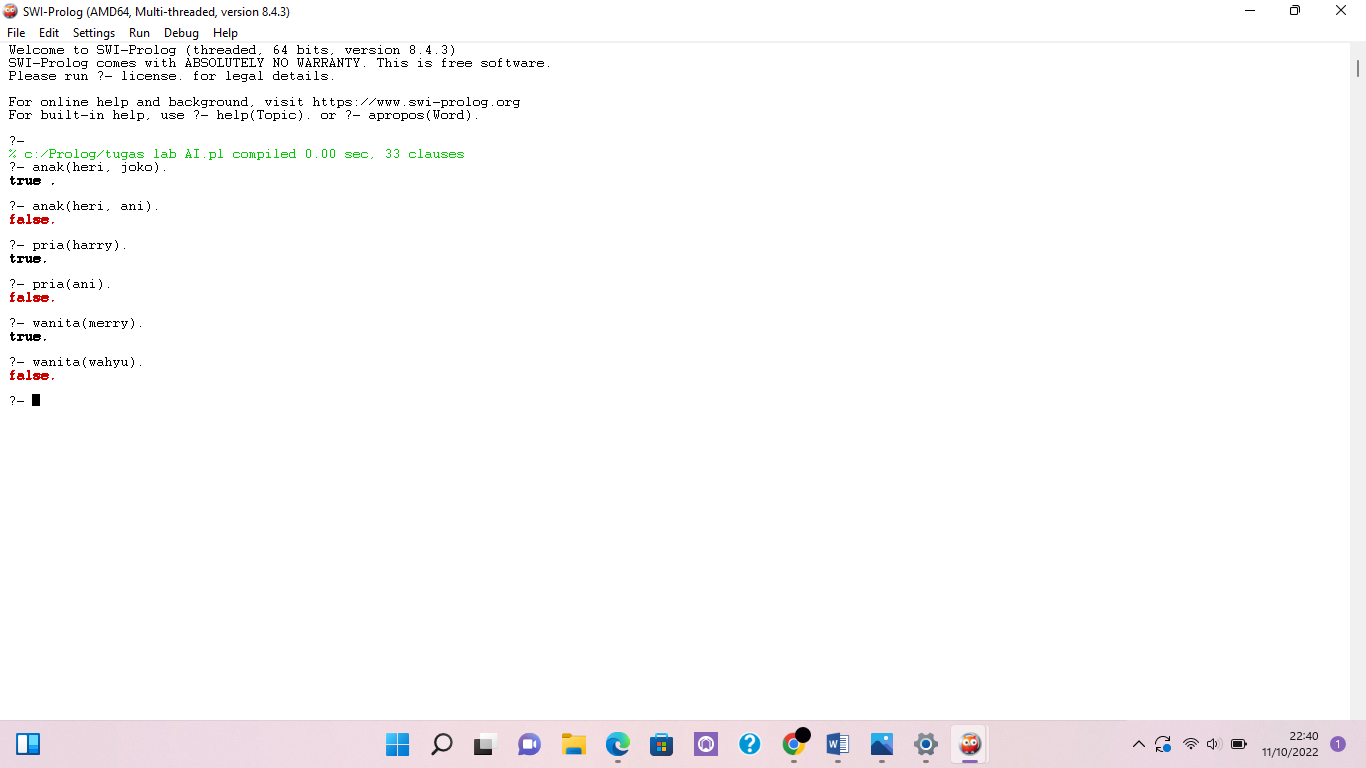 SWI-Prolog (AMD64, Multi-threaded, version 8.4.3)
File Edit Settings Run Debug Help
Welcome to SWI-Prolog (threaded, 64 bits, version 8.4.3)
SWI-Prolog comes with ABSOLUTELY NO WARRANTY. This is free software.
Please run ?- license. for legal details.
For online help and background, visit https://www.swi-prolog.org
For built-in help, use ?- help(Topic). or ?- apropos(Word).
?-
% c:/Prolog/tugas lab AI.pl compiled 0.00 sec, 33 clauses
?- anak(heri, joko).
true .
?- anak(heri, ani).
false.
?- pria(harry).
true.
?- pria(ani).
false.
?- wanita(merry).
true.
?- wanita(wahyu).
false.
?-
22:40
11/10/2022
1